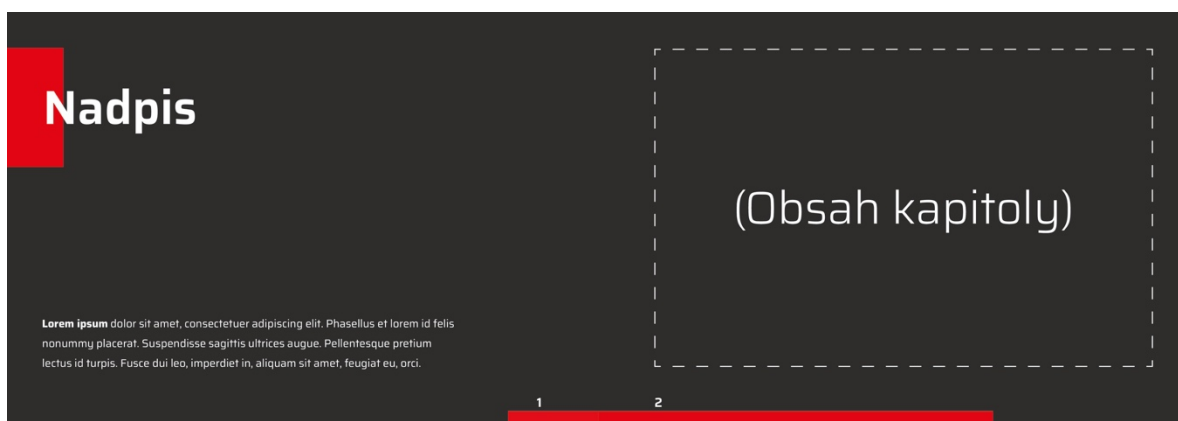 Nadpis
Lorem ipsum dolor sit amet, consectetuer adipiscing elit. Phasellus et lorem id felis
nonummy placerat. Suspendisse sagittis ultrices augue. Pellentesque pretium
lectus id turpis. Fusce dui leo, imperdiet in, aliquam sit amet, feugiat eu, orci.
(Obsah kapitoly)
1 2